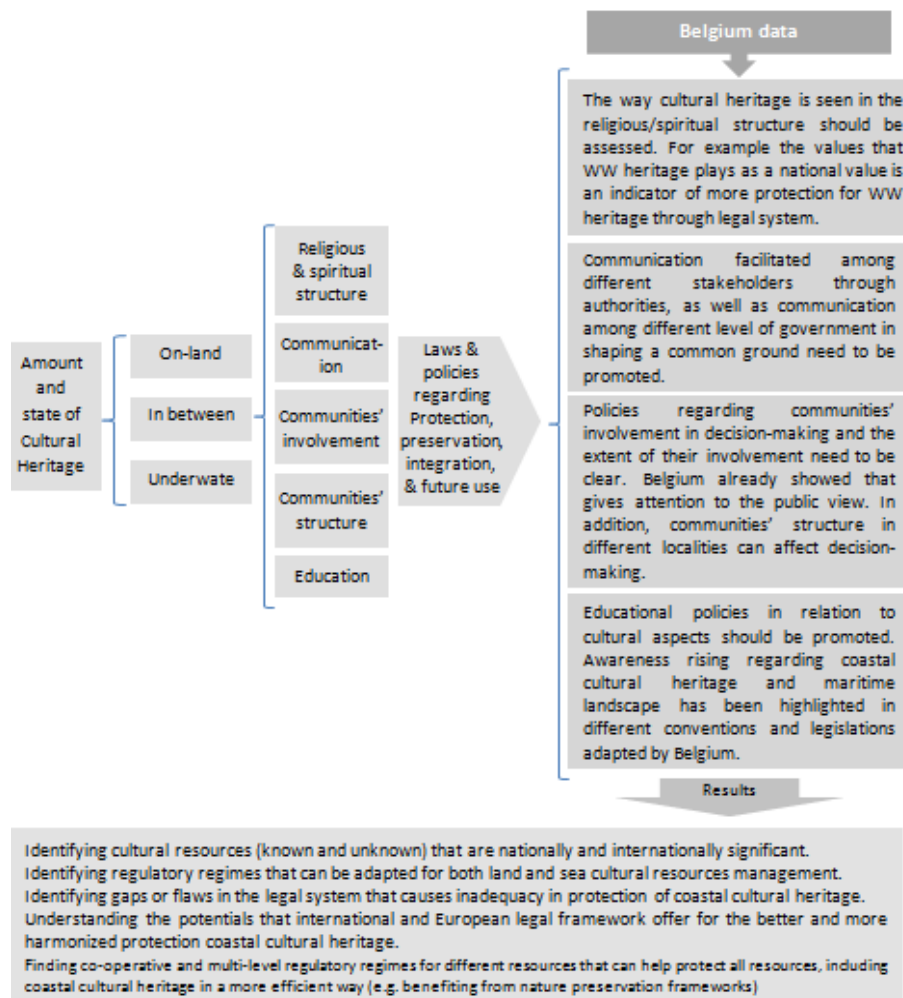 Belgium data
The way cultural heritage is seen in the
religious/spiritual structure should be
assessed. For example the values that
WW heritage plays as a national value is
an indicator of more protection for WW
heritage through legal system.
Communication facilitated among
different stakeholders through
authorities, as well as communication
among different level of government in
shaping a common ground need to be
promoted.
Policies regarding communities'
involvement in decision-making and the
extent of their involvement need to be
clear. Belgium already showed that
gives attention to the public view. In
addition, communities' structure in
different localities can affect decision-
making.
Educational policies in relation to
cultural aspects should be promoted.
Awareness rising regarding coastal
cultural heritage and maritime
landscape has been highlighted in
different conventions and legislations
adapted by Belgium.
Amount
and
state of
Cultural
Heritage
On-land
In between
Underwate
Religious
& spiritual
structure
Communicat-
ion
Communities'
involvement
Communities'
structure
Education
Laws &
policies
regarding
Protection,
preservation,
integration,
& future use
Results
Identifying cultural resources (known and unknown) that are nationally and internationally significant.
Identifying regulatory regimes that can be adapted for both land and sea cultural resources management.
Identifying gaps or flaws in the legal system that causes inadequacy in protection of coastal cultural heritage.
Understanding the potentials that international and European legal framework offer for the better and more
harmonized protection coastal cultural heritage.
Finding co-operative and multi-level regulatory regimes for different resources that can help protect all resources, including
coastal cultural heritage in a more efficient way (e.g. benefiting from nature preservation frameworks)